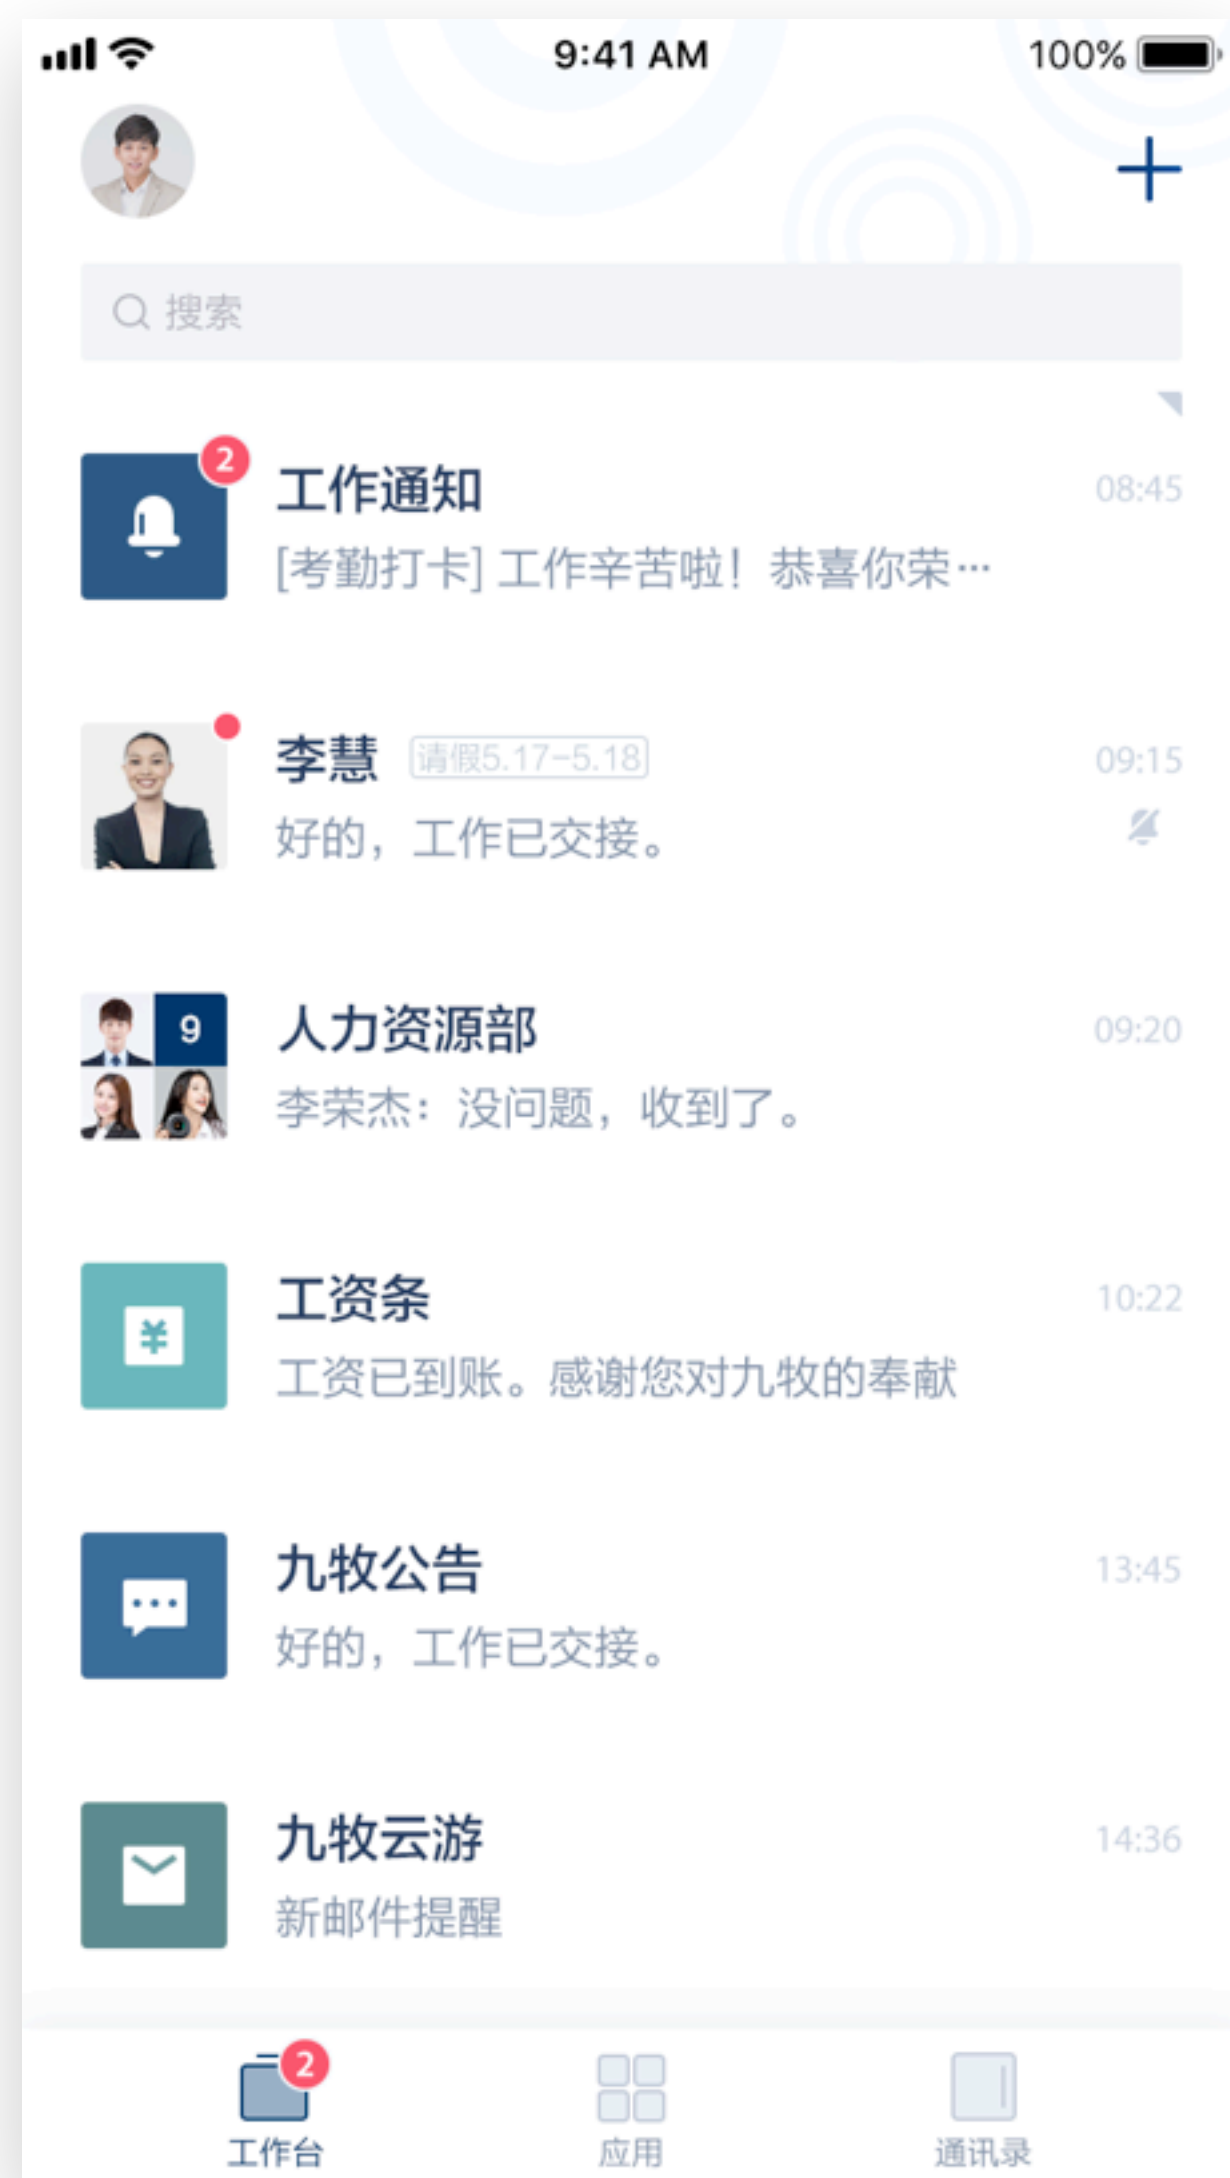 9:41 AM
100%
搜索
2
工作通知
08:45
[考勤打卡] 工作辛苦啦！恭喜你荣…
李慧
请假5.17-5.18
09:15
好的，工作已交接。
9
人力资源部
09:20
李荣杰：没问题，收到了。
¥
工资条
10:22
工资已到账。感谢您对九牧的奉献
九牧公告
13:45
好的，工作已交接。
九牧云游
14:36
新邮件提醒
2
工作台
应用
通讯录